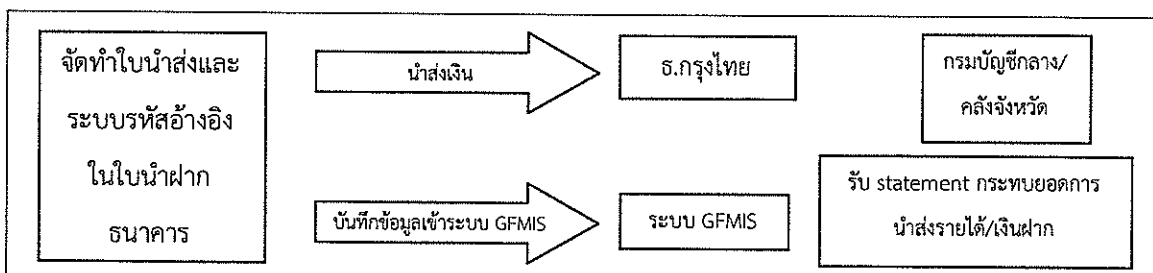 จัดทำใบนำส่งและ
ระบบรหัสอ้างอิง
ในใบนำฝาก
ธนาคาร
นำส่งเงิน
ธ.กรุงไทย
กรมบัญชีกลาง/
คลังจังหวัด
บันทึกข้อมูลเข้าระบบ GFMIS
ระบบ GFMIS
รับ statement กระทบยอดการ
นำส่งรายได้/เงินฝาก